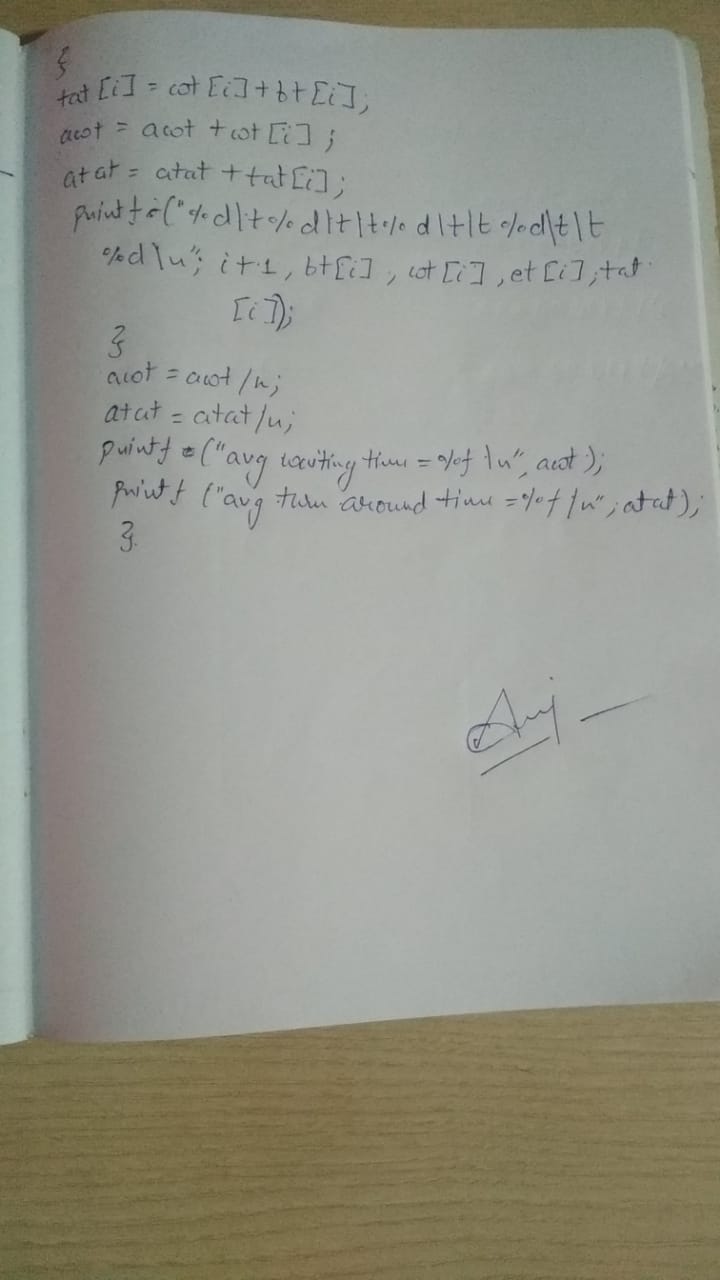 {
tat[i] = wt[i]+bt[i];
awt = awt +wt[i];
atat = atat +tat[i];
printf("%d\t%d\t\t%d\t\t%d\t\t
%d\n"; i+1, bt[i], wt[i], et[i], tat
[i]);
}
awt = awt/n;
atat = atat/n;
printf("avg waiting time = %f \n", awt);
printf ("avg turn around time = %f /n", atat);
}